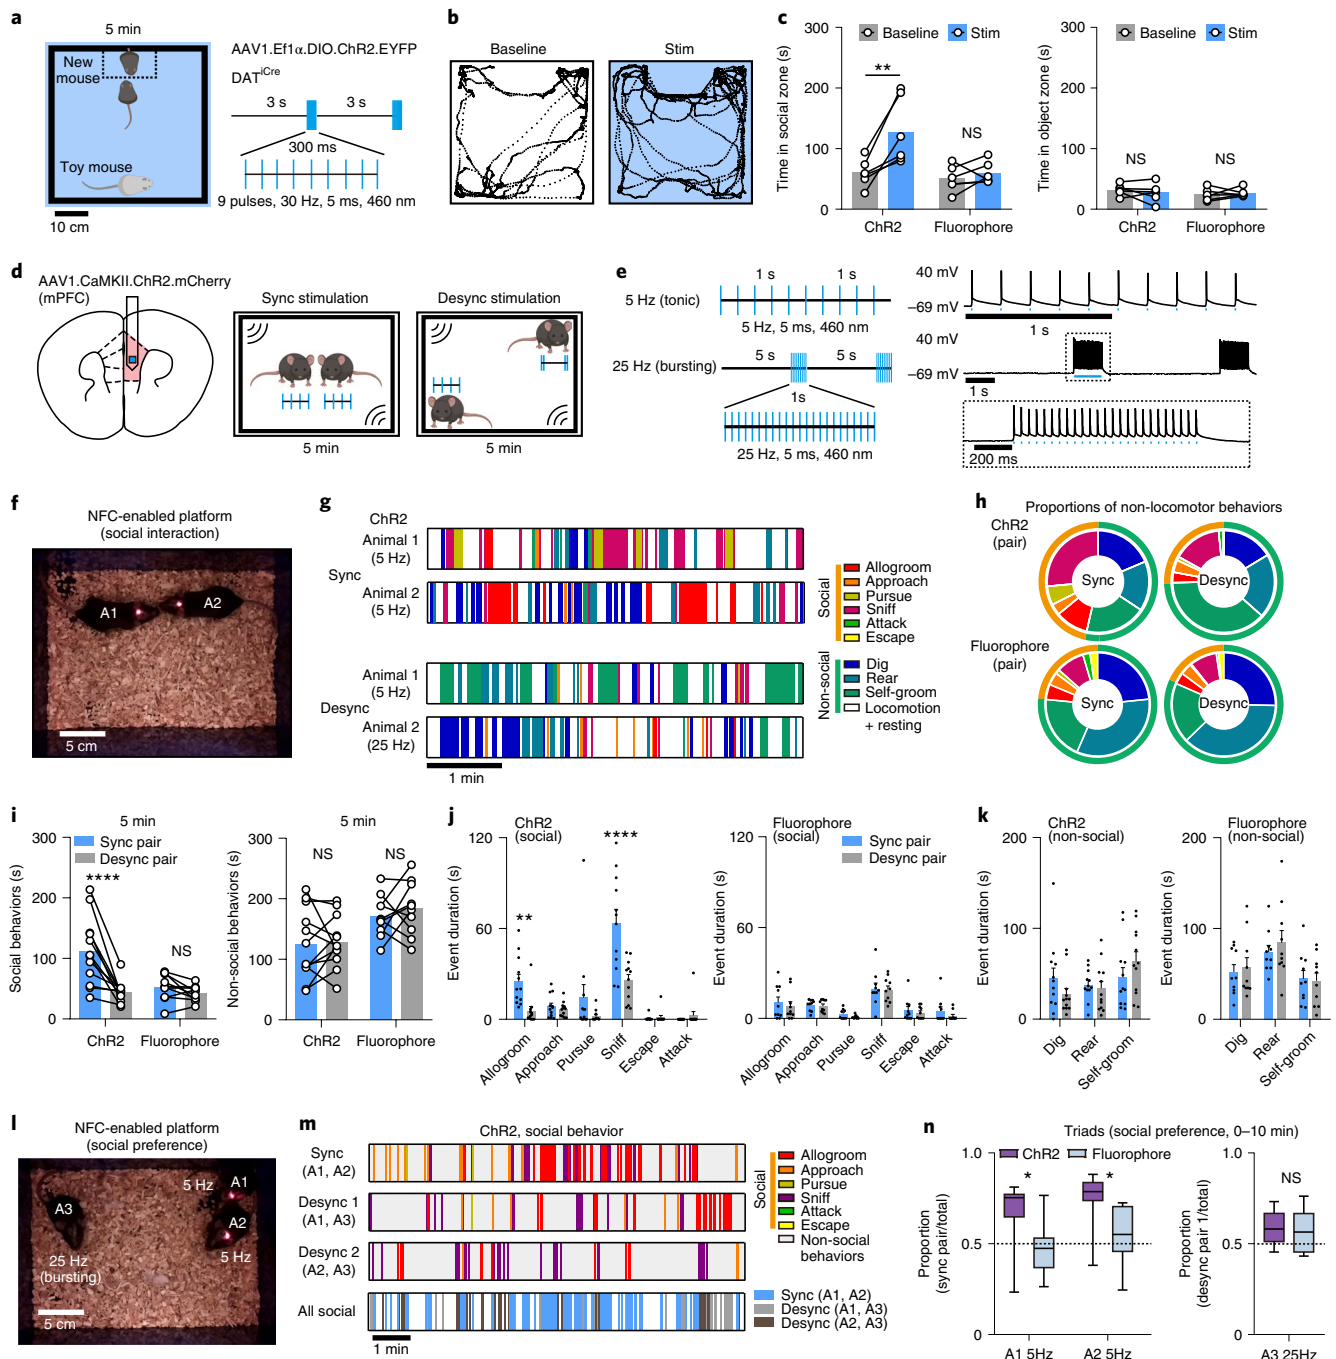 a
5 min
New
mouse
Toy mouse
10 cm
AAV1.Ef1α.DIO.ChR2.EYFP
DATiCre
3 s
3 s
300 ms
9 pulses, 30 Hz, 5 ms, 460 nm
b
Baseline
Stim
c
Baseline
Stim
Time in social zone (s)
300
200
100
0
**
NS
ChR2
Fluorophore
Baseline
Stim
Time in object zone (s)
300
200
100
0
NS
NS
ChR2
Fluorophore
d
AAV1.CaMKII.ChR2.mCherry
(mPFC)
Sync stimulation
5 min
Desync stimulation
5 min
e
1 s
1 s
5 Hz (tonic)
5 Hz, 5 ms, 460 nm
5 s
5 s
25 Hz (bursting)
1s
25 Hz, 5 ms, 460 nm
40 mV
–69 mV
1 s
40 mV
–69 mV
1 s
200 ms
f
NFC-enabled platform
(social interaction)
A1
A2
5 cm
g
ChR2
Animal 1
(5 Hz)
Sync
Animal 2
(5 Hz)
Animal 1
(5 Hz)
Desync
Animal 2
(25 Hz)
1 min
Social
Allogroom
Approach
Pursue
Sniff
Attack
Escape
Non-social
Dig
Rear
Self-groom
Locomotion
+ resting
h
Proportions of non-locomotor behaviors
ChR2
(pair)
Sync
Desync
Fluorophore
(pair)
Sync
Desync
i
5 min
Social behaviors (s)
300
200
100
0
Sync pair
Desync pair
****
NS
ChR2
Fluorophore
5 min
Non-social behaviors (s)
300
200
100
0
NS
NS
ChR2
Fluorophore
j
ChR2
(social)
Event duration (s)
120
60
0
**
****
Allogroom
Approach
Pursue
Sniff
Escape
Attack
Fluorophore
(social)
Sync pair
Desync pair
Event duration (s)
120
60
0
Allogroom
Approach
Pursue
Sniff
Escape
Attack
k
ChR2
(non-social)
Event duration (s)
200
100
0
Dig
Rear
Self-groom
Fluorophore
(non-social)
Event duration (s)
200
100
0
Dig
Rear
Self-groom
l
NFC-enabled platform
(social preference)
A1
5 Hz
A2
5 Hz
A3
25 Hz
(bursting)
5 cm
m
ChR2, social behavior
Sync
(A1, A2)
Desync 1
(A1, A3)
Desync 2
(A2, A3)
All social
1 min
Social
Allogroom
Approach
Pursue
Sniff
Attack
Escape
Non-social
behaviors
Sync (A1, A2)
Desync (A1, A3)
Desync (A2, A3)
n
Triads (social preference, 0–10 min)
ChR2
Fluorophore
Proportion
(sync pair/total)
1.0
0.5
0
*
*
A1 5Hz
A2 5Hz
Proportion
(desync pair 1/total)
1.0
0.5
0
NS
A3 25Hz